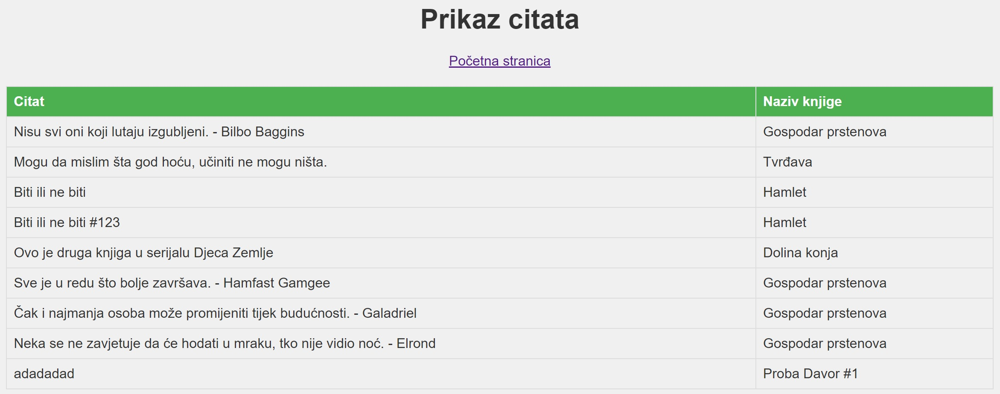 Prikaz citata
Početna stranica
Citat Naziv knjige
Nisu svi oni koji lutaju izgubljeni. - Bilbo Baggins Gospodar prstenova
Mogu da mislim šta god hoću, učiniti ne mogu ništa. Tvrđava
Biti ili ne biti Hamlet
Biti ili ne biti #123 Hamlet
Ovo je druga knjiga u serijalu Djeca Zemlje Dolina konja
Sve je u redu što bolje završava. - Hamfast Gamgee Gospodar prstenova
Čak i najmanja osoba može promijeniti tijek budućnosti. - Galadriel Gospodar prstenova
Neka se ne zavjetuje da će hodati u mraku, tko nije vidio noć. - Elrond Gospodar prstenova
adadadad Proba Davor #1